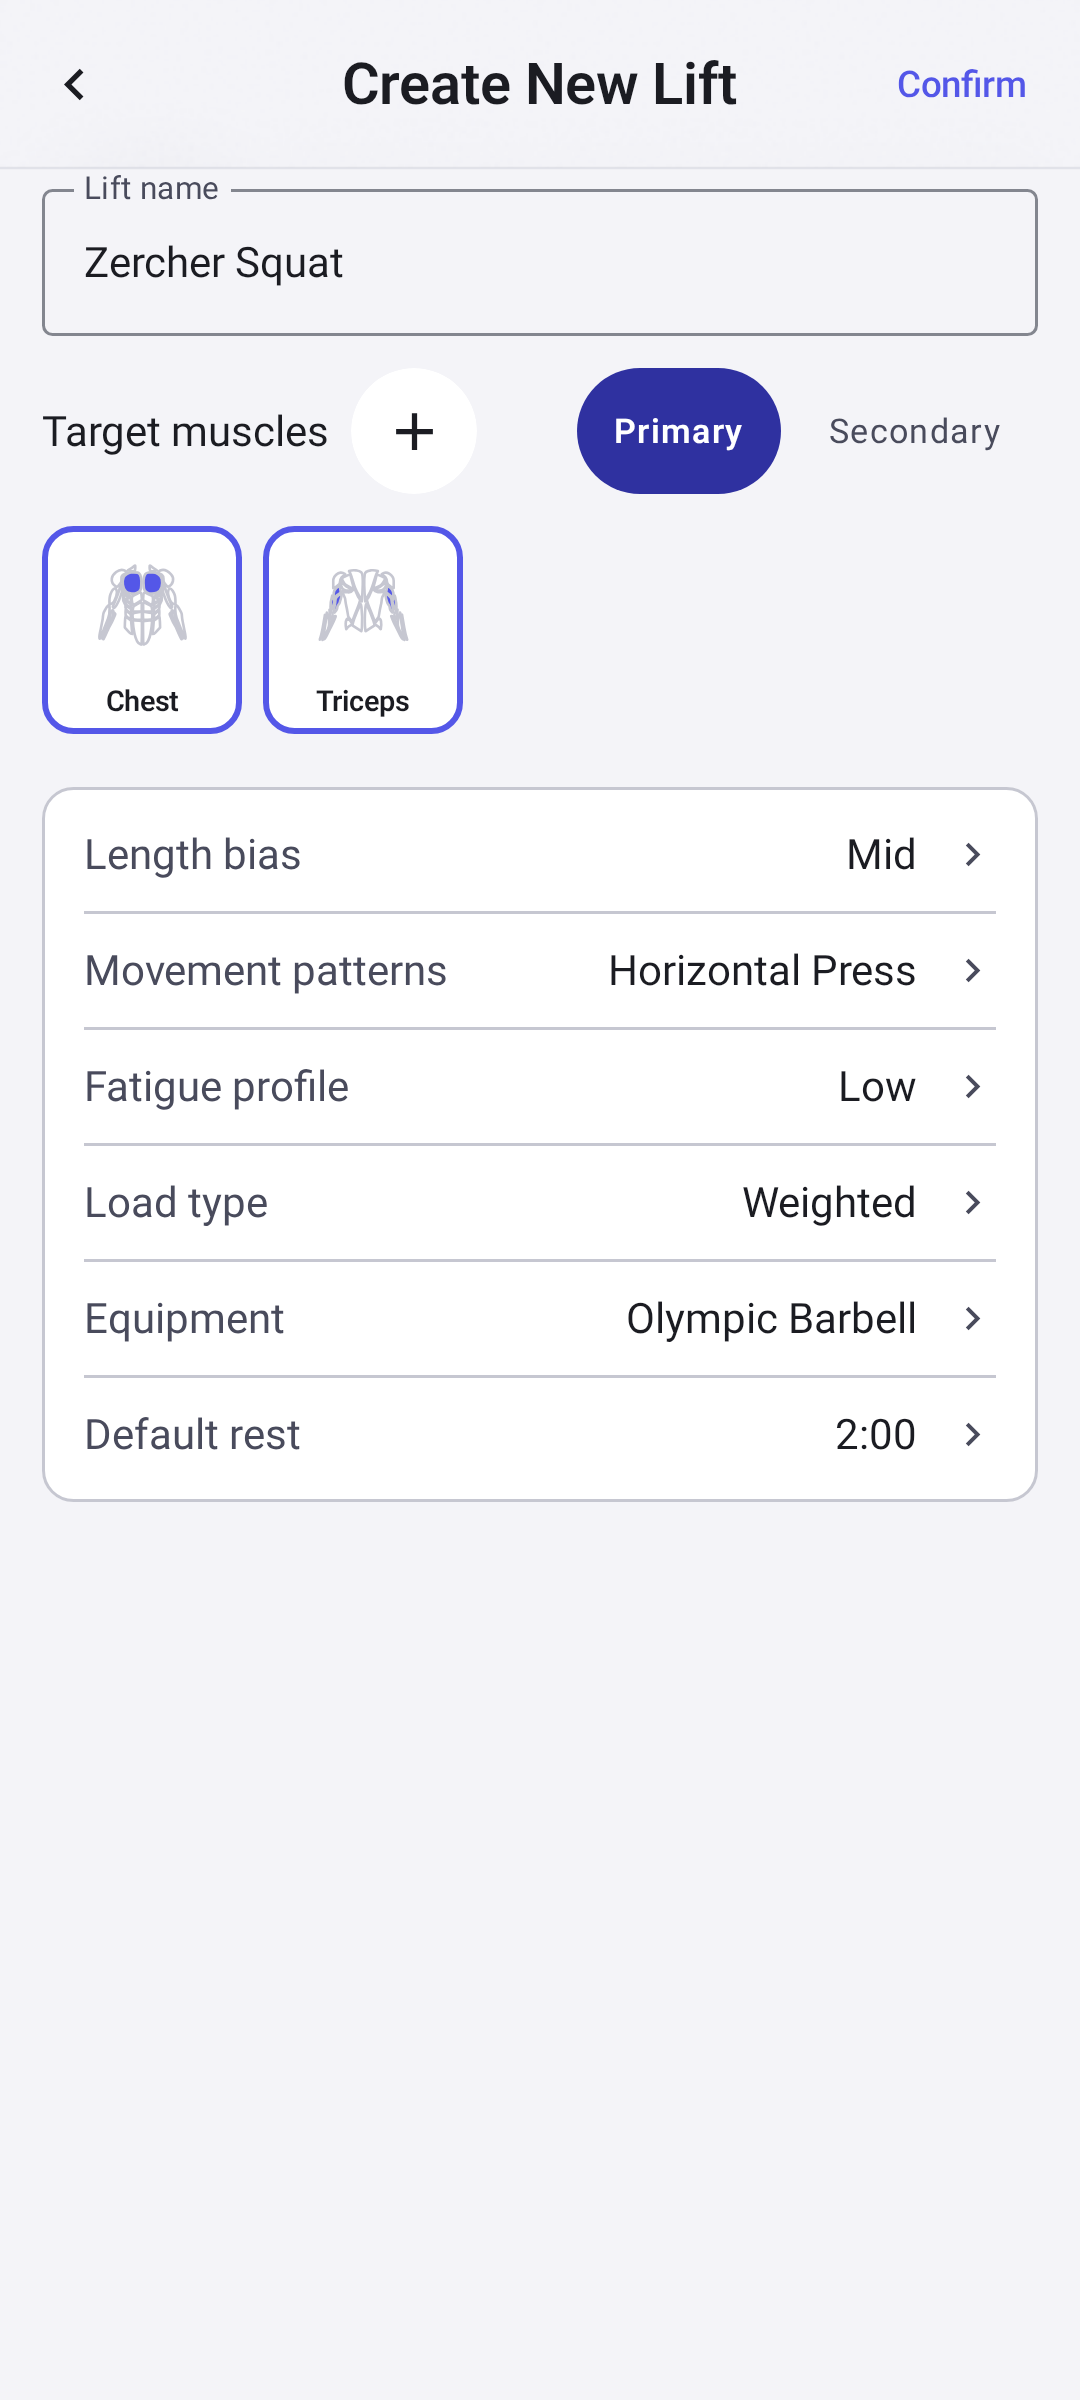 Create New Lift
Confirm
Lift name
Zercher Squat
Target muscles
Primary
Secondary
Chest
Triceps
Length bias
Mid
Movement patterns
Horizontal Press
Fatigue profile
Low
Load type
Weighted
Equipment
Olympic Barbell
Default rest
2:00